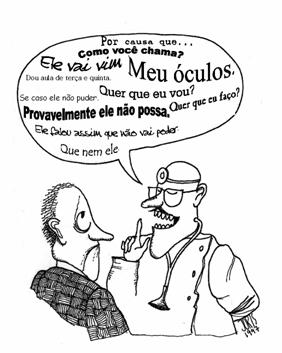 Por causa que...
Como você chama?
Ele vai vim
Meu óculos.
Dou aula de terça e quinta.
Quer que eu vou?
Se caso ele não puder.
Quer que eu faço?
Provavelmente ele não possa.
Ele falou assim que não vai poder
Que nem ele
1997